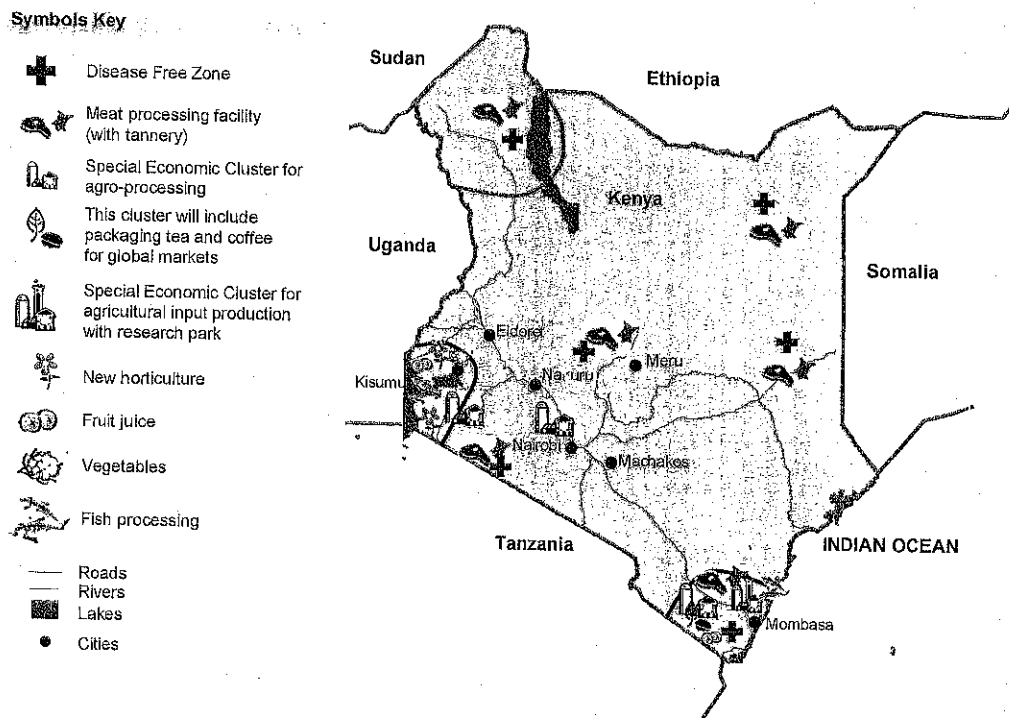 Symbols Key
Disease Free Zone
Meat processing facility
(with tannery)
Special Economic Cluster for
agro-processing
This cluster will include
packaging tea and coffee
for global markets
Special Economic Cluster for
agricultural input production
with research park
New horticulture
Fruit juice
Vegetables
Fish processing
Roads
Rivers
Lakes
Cities
Sudan
Ethiopia
Kenya
Uganda
Somalia
Eldoret
Meru
Kisumu
Nairobi
Machakos
Tanzania
INDIAN OCEAN
Mombasa